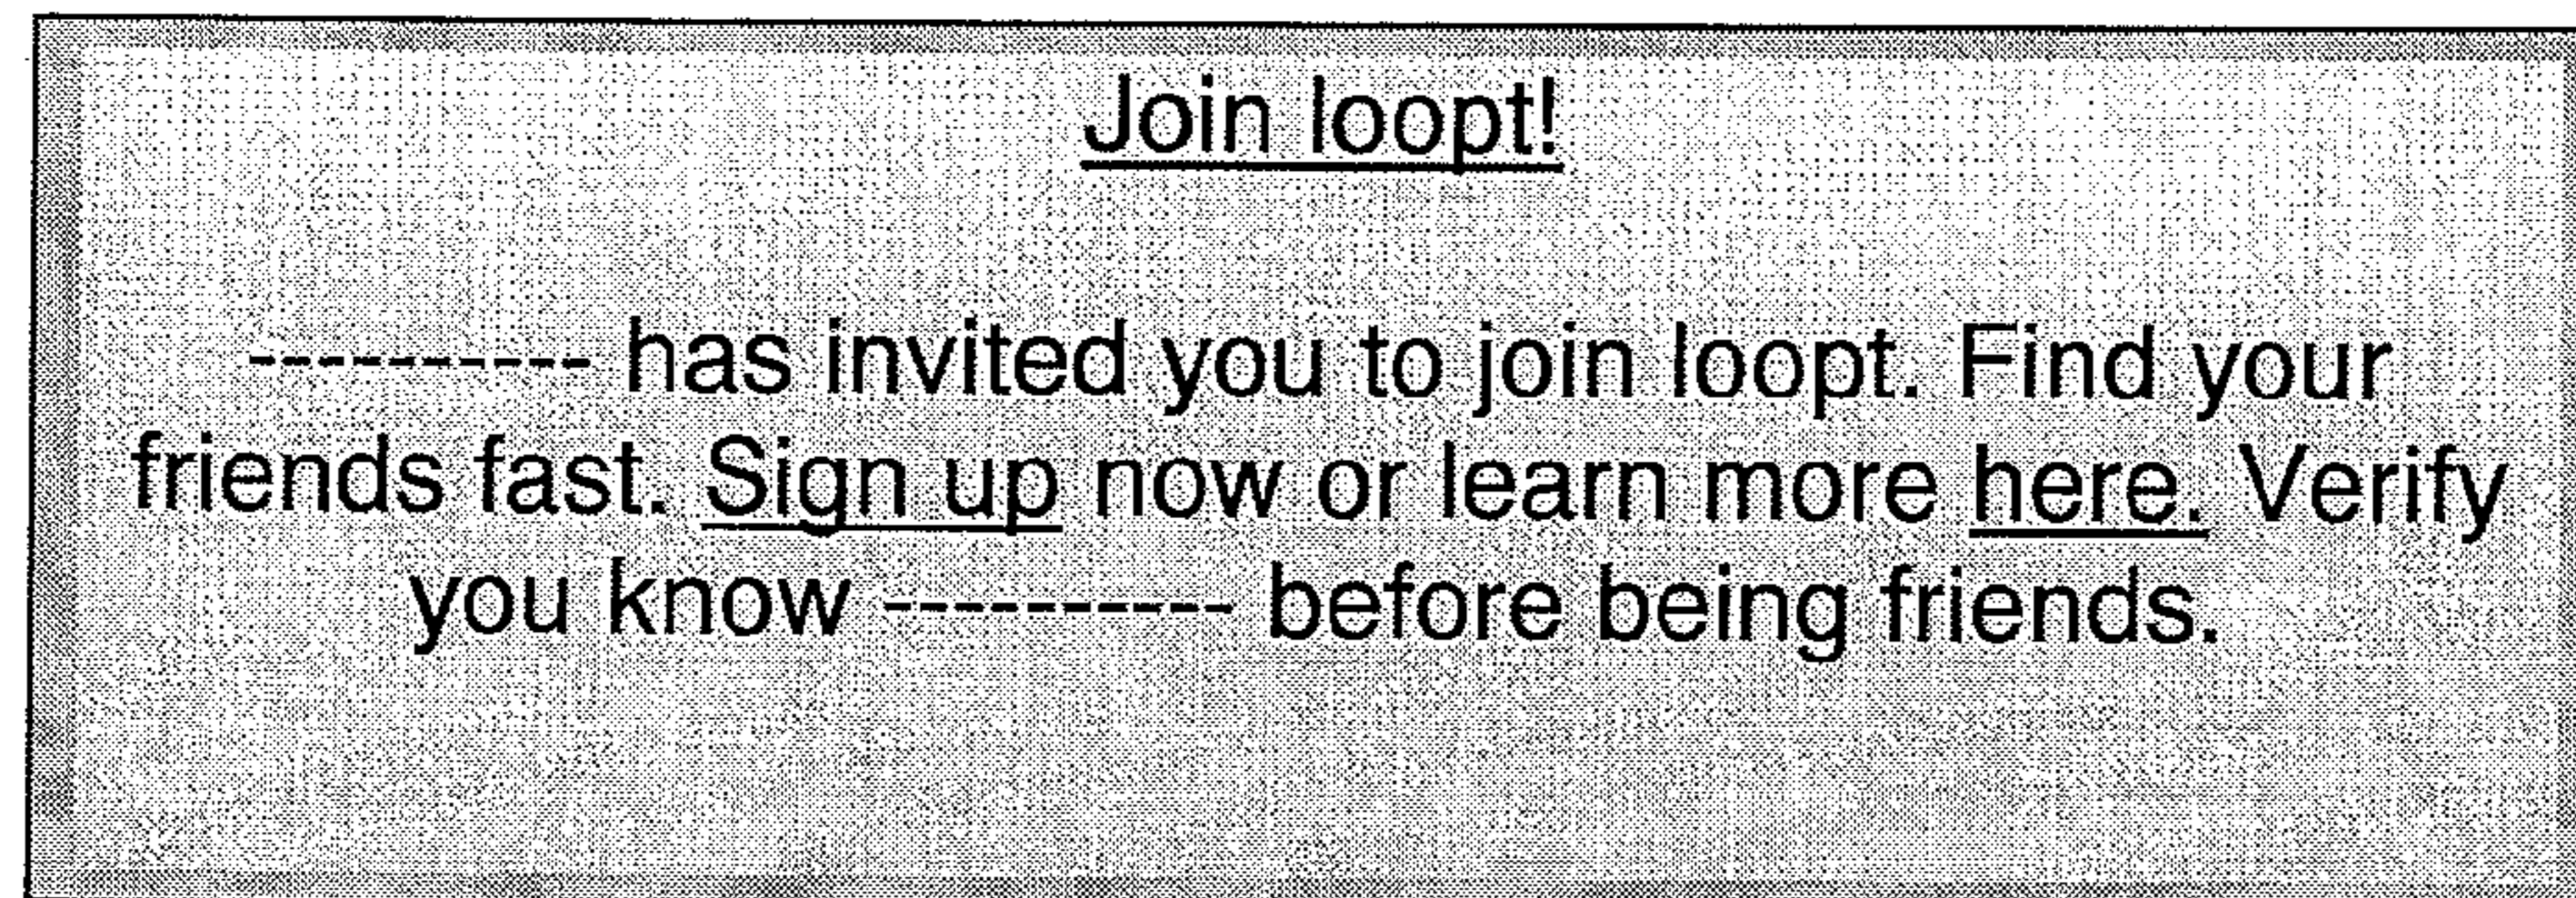 Join loopt!
---------- has invited you to join loopt. Find your
friends fast. Sign up now or learn more here. Verify
you know ---------- before being friends.